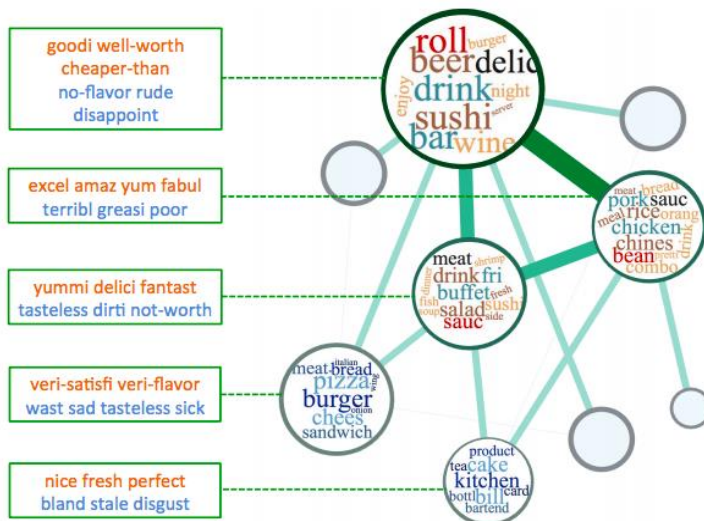 goodi well-worth
cheaper-than
no-flavor rude
disappoint
excel amaz yum fabul
terribl greasi poor
yummi delici fantast
tasteless dirti not-worth
veri-satisfi veri-flavor
wast sad tasteless sick
nice fresh perfect
bland stale disgust
roll burger
beer delic
enjoy drink night
sushi server
bar wine
meat bread
pork sauc
meal rice orang
chicken
chines drink
bean pretti
combo
meat shrimp
dinner drink fri
buffet fresh
fish salad sushi
soup sauc side
italian
meat bread wing
pizza
burger
chees onion
sandwich
product
tea cake
kitchen
bottl bill card
bartend